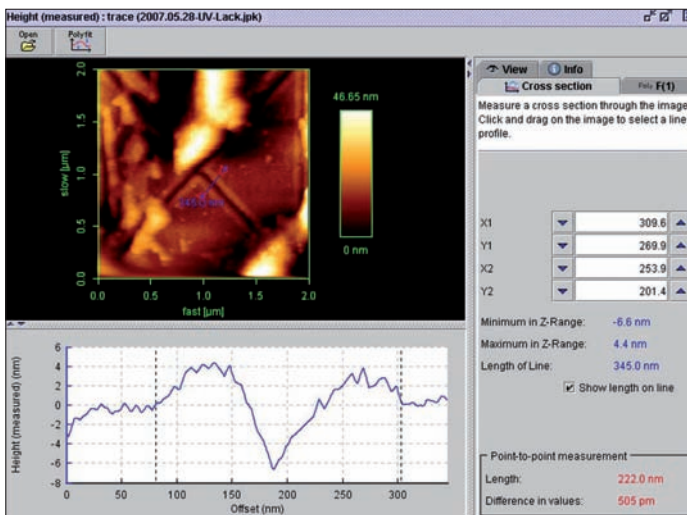 Height (measured) : trace (2007.05.28-UV-Lack.jpk)
Open
Polyfit
View
Info
Cross section
Poly F(1)
Measure a cross section through the image
Click and drag on the image to select a line
profile.
2.0
1.5
1.0
0.5
0.0
slow [µm]
0.0 0.5 1.0 1.5 2.0
fast [µm]
345.0 nm
46.65 nm
0 nm
X1 309.6
Y1 269.9
X2 253.9
Y2 201.4
Minimum in Z-Range: -6.6 nm
Maximum in Z-Range: 4.4 nm
Length of Line: 345.0 nm
Show length on line
Height (measured) (nm)
6
4
2
0
-2
-4
-6
-8
0 50 100 150 200 250 300
Offset (nm)
Point-to-point measurement
Length: 222.0 nm
Difference in values: 505 pm